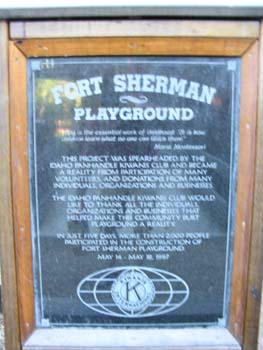 FORT SHERMAN
PLAYGROUND
"Play is the essential work of childhood. It is how
children learn what no one can teach them."
Maria Montessori
THIS PROJECT WAS SPEARHEADED BY THE
IDAHO PANHANDLE KIWANIS CLUB AND BECAME
A REALITY FROM PARTICIPATION OF MANY
VOLUNTEERS, AND DONATIONS FROM MANY
INDIVIDUALS, ORGANIZATIONS AND BUSINESSES.
THE IDAHO PANHANDLE KIWANIS CLUB WOULD
LIKE TO THANK ALL THE INDIVIDUALS,
ORGANIZATIONS AND BUSINESSES THAT
HELPED MAKE THIS COMMUNITY BUILT
PLAYGROUND A REALITY.
K
IN JUST FIVE DAYS, MORE THAN 2,000 PEOPLE
PARTICIPATED IN THE CONSTRUCTION OF
FORT SHERMAN PLAYGROUND.
MAY 14 - MAY 18, 1997